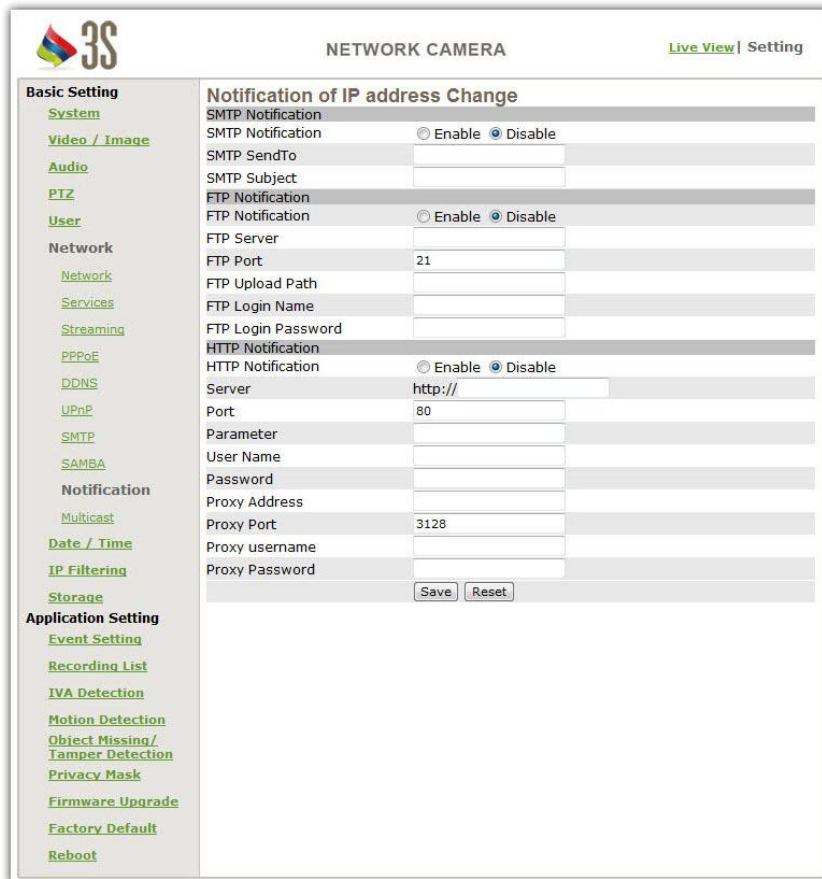 3S
NETWORK CAMERA
Live View | Setting
Basic Setting
System
Video / Image
Audio
PTZ
User
Network
Network
Services
Streaming
PPPoE
DDNS
UPnP
SMTP
SAMBA
Notification
Multicast
Date / Time
IP Filtering
Storage
Application Setting
Event Setting
Recording List
IVA Detection
Motion Detection
Object Missing/
Tamper Detection
Privacy Mask
Firmware Upgrade
Factory Default
Reboot
Notification of IP address Change
SMTP Notification
SMTP Notification Enable Disable
SMTP SendTo
SMTP Subject
FTP Notification
FTP Notification Enable Disable
FTP Server
FTP Port 21
FTP Upload Path
FTP Login Name
FTP Login Password
HTTP Notification
HTTP Notification Enable Disable
Server http://
Port 80
Parameter
User Name
Password
Proxy Address
Proxy Port 3128
Proxy username
Proxy Password
Save Reset